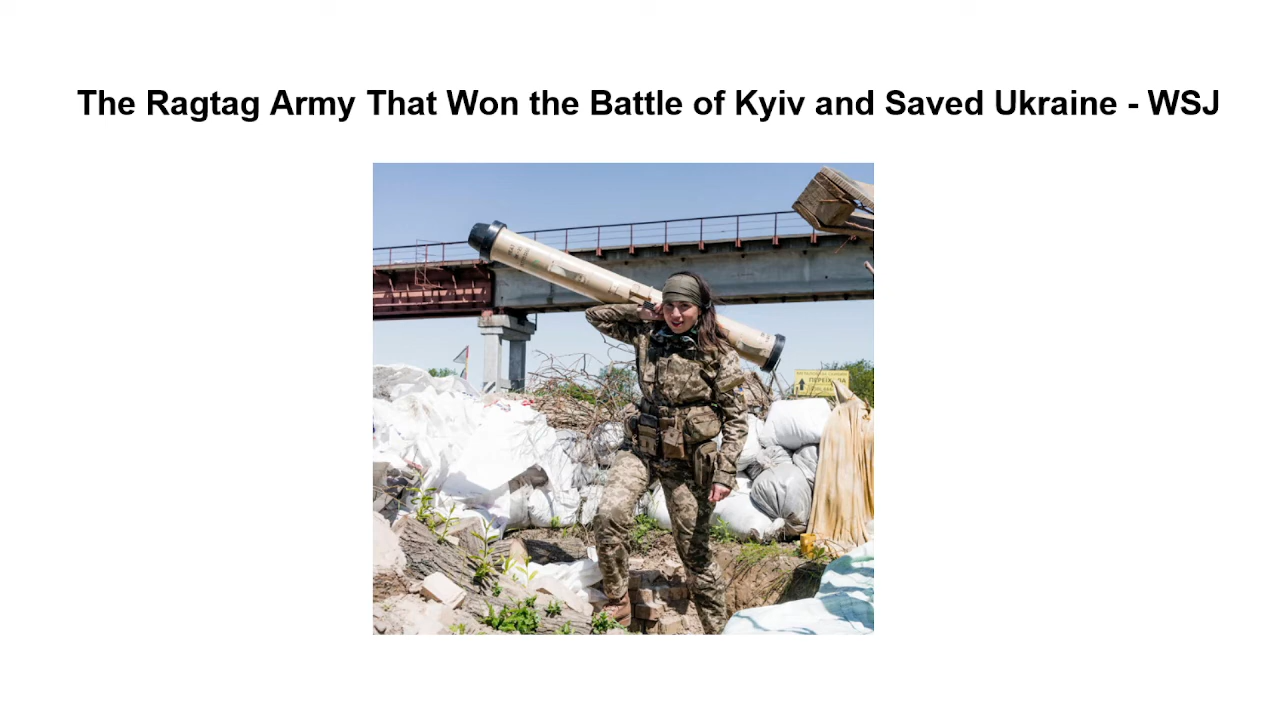 The Ragtag Army That Won the Battle of Kyiv and Saved Ukraine - WSJ